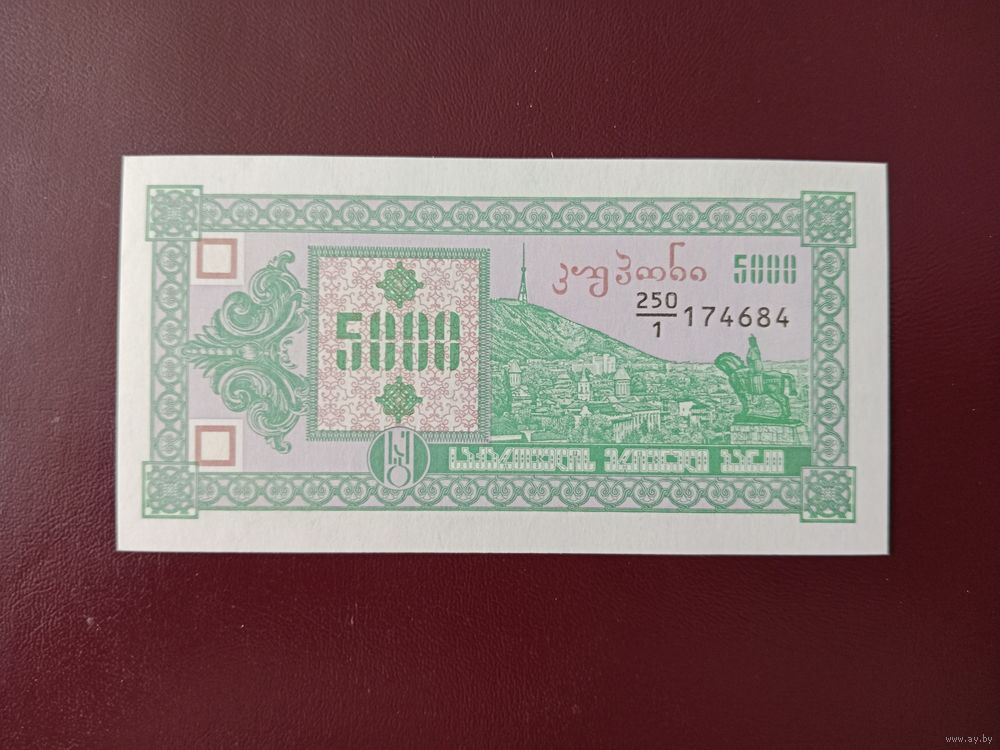 კუპონი 5000
250/1 174684
5000
საქართველოს ეროვნული ბანკი
www.ay.by